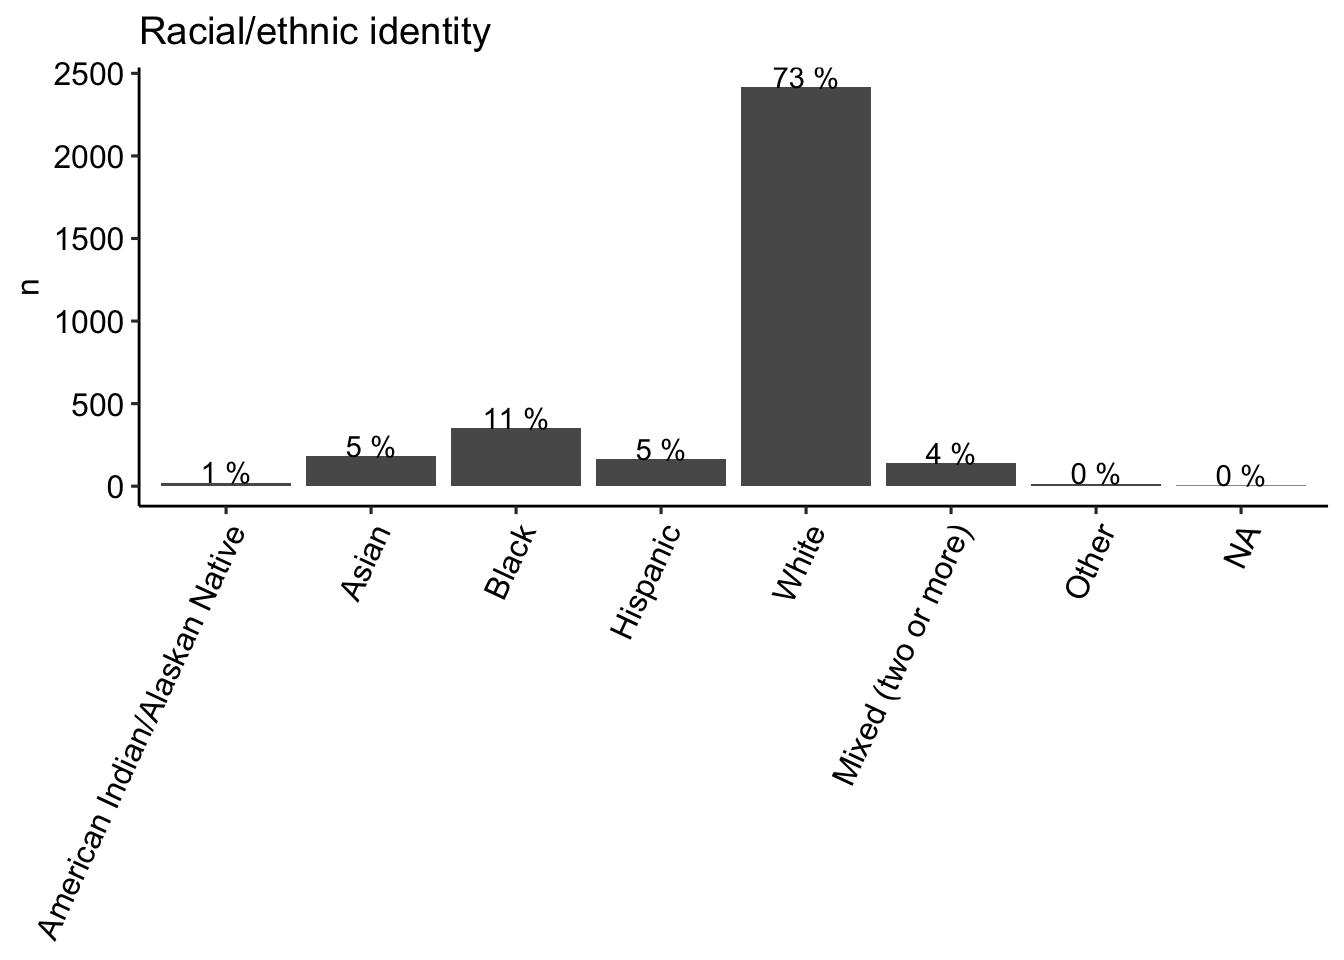 Racial/ethnic identity
n
2500
2000
1500
1000
500
0
1 %
5 %
11 %
5 %
73 %
4 %
0 %
0 %
American Indian/Alaskan Native
Asian
Black
Hispanic
White
Mixed (two or more)
Other
NA